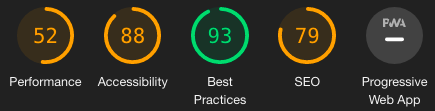 52
88
93
79
PWA
Performance
Accessibility
Best
Practices
SEO
Progressive
Web App